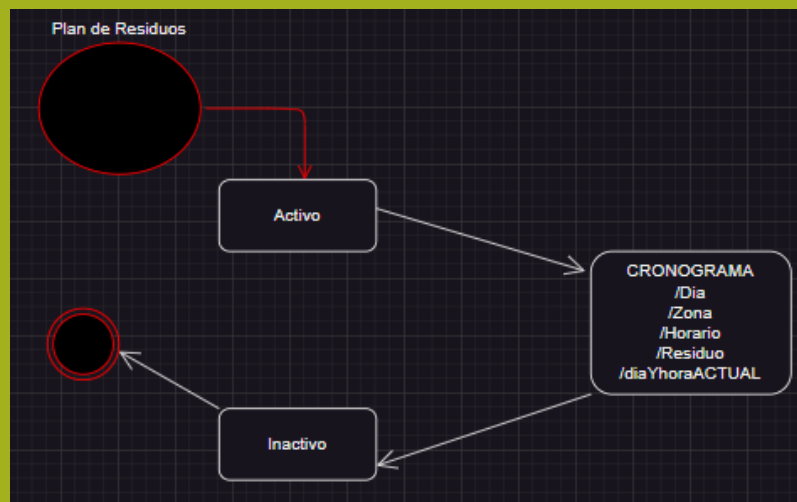 Plan de Residuos
Activo
CRONOGRAMA
/Dia
/Zona
/Horario
/Residuo
/diaYhoraACTUAL
Inactivo